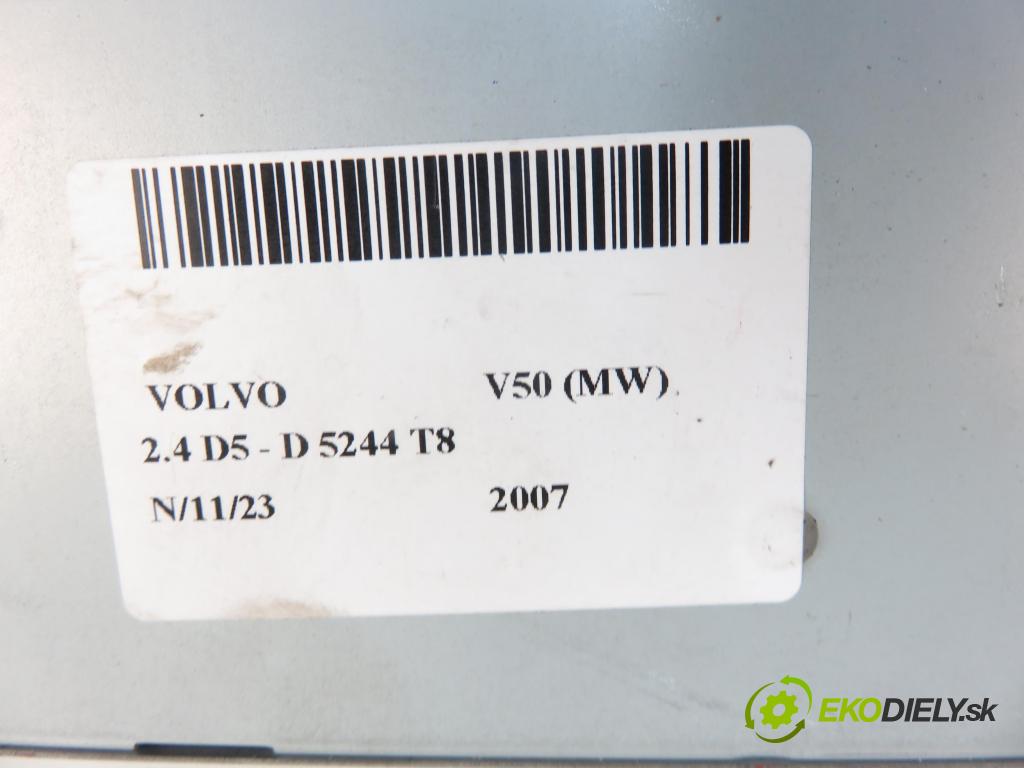 VOLVO V50 (MW)
2.4 D5 - D 5244 T8
N/11/23 2007
EKODIELY.sk